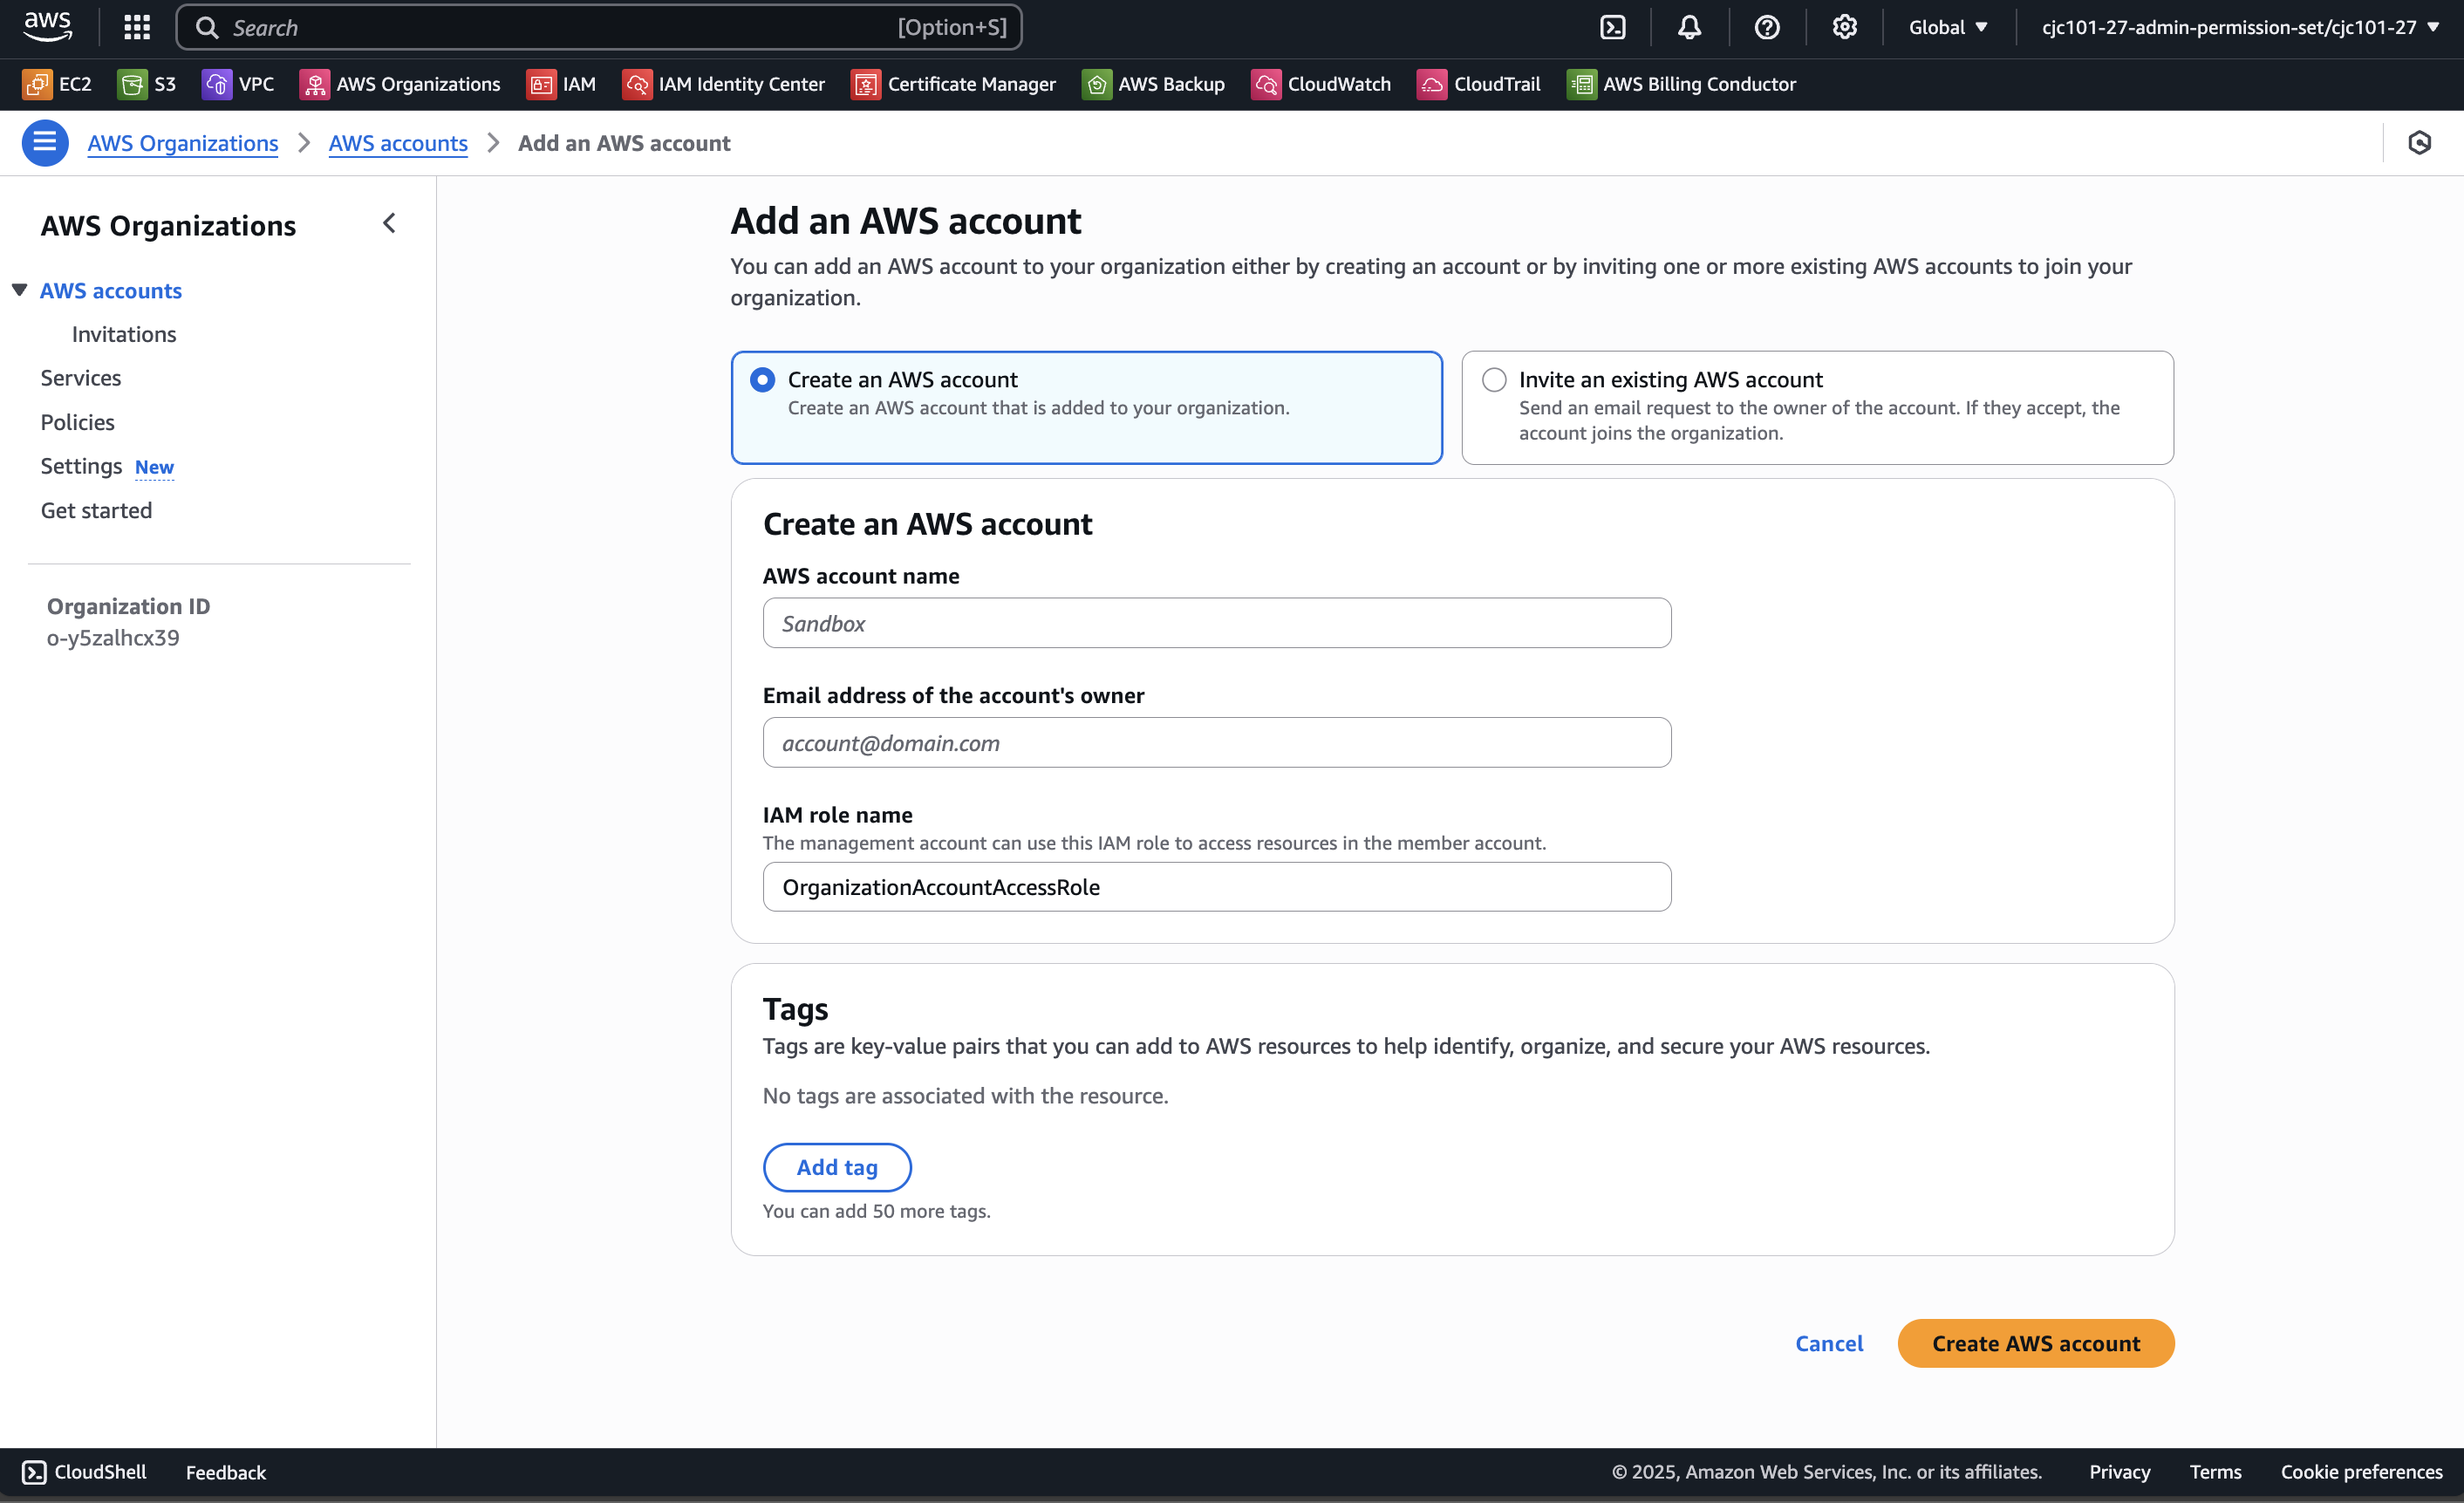 aws
Search [Option+S]
Global
cjc101-27-admin-permission-set/cjc101-27
EC2
S3
VPC
AWS Organizations
IAM
IAM Identity Center
Certificate Manager
AWS Backup
CloudWatch
CloudTrail
AWS Billing Conductor
AWS Organizations > AWS accounts > Add an AWS account
AWS Organizations
AWS accounts
Invitations
Services
Policies
Settings New
Get started
Organization ID
o-y5zalhcx39
Add an AWS account
You can add an AWS account to your organization either by creating an account or by inviting one or more existing AWS accounts to join your
organization.
Create an AWS account
Create an AWS account that is added to your organization.
Invite an existing AWS account
Send an email request to the owner of the account. If they accept, the
account joins the organization.
Create an AWS account
AWS account name
Sandbox
Email address of the account's owner
account@domain.com
IAM role name
The management account can use this IAM role to access resources in the member account.
OrganizationAccountAccessRole
Tags
Tags are key-value pairs that you can add to AWS resources to help identify, organize, and secure your AWS resources.
No tags are associated with the resource.
Add tag
You can add 50 more tags.
Cancel
Create AWS account
CloudShell
Feedback
© 2025, Amazon Web Services, Inc. or its affiliates.
Privacy
Terms
Cookie preferences